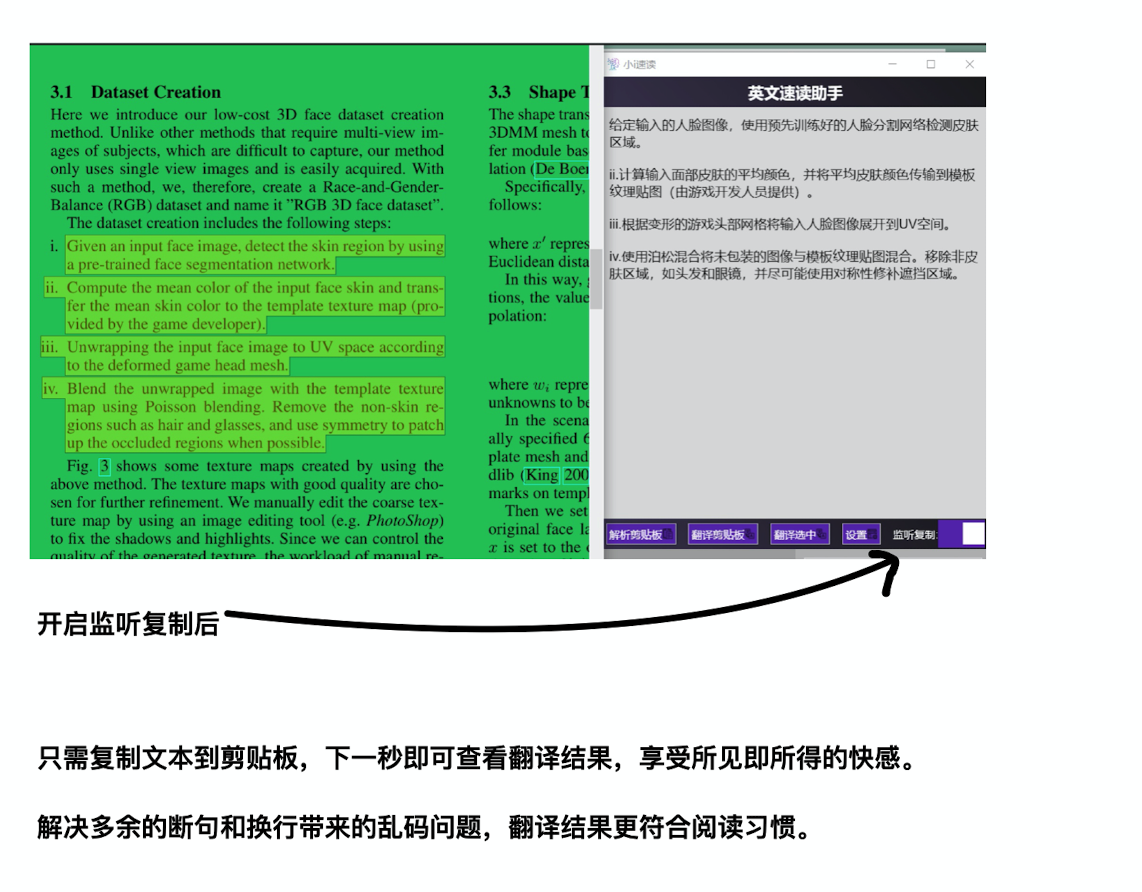 3.1 Dataset Creation
Here we introduce our low-cost 3D face dataset creation
method. Unlike other methods that require multi-view im-
ages of subjects, which are difficult to capture, our method
only uses single view images and is easily acquired. With
such a method, we, therefore, create a Race-and-Gender-
Balance (RGB) dataset and name it ”RGB 3D face dataset”.
The dataset creation includes the following steps:
i. Given an input face image, detect the skin region by using
a pre-trained face segmentation network.
ii. Compute the mean color of the input face skin and trans-
fer the mean skin color to the template texture map (pro-
vided by the game developer).
iii. Unwrapping the input face image to UV space according
to the deformed game head mesh.
iv. Blend the unwrapped image with the template texture
map using Poisson blending. Remove the non-skin re-
gions such as hair and glasses, and use symmetry to patch
up the occluded regions when possible.
Fig. 3 shows some texture maps created by using the
above method. The texture maps with good quality are cho-
sen for further refinement. We manually edit the coarse tex-
ture map by using an image editing tool (e.g. PhotoShop)
to fix the shadows and highlights. Since we can control the
quality of the generated texture, the workload of manual re-
3.3 Shape T
The shape trans
3DMM mesh to
fer module bas
lation (De Boer
Specifically,
follows:
where x′ repres
Euclidean dista
In this way, g
tions, the value
polation:
where wi repre
unknowns to be
In the scena
ally specified 6
plate mesh and
dlib (King 200
marks on templ
Then we set
original face la
x is set to the c
小i速读
英文速读助手
给定输入的人脸图像，使用预先训练好的人脸分割网络检测皮肤
区域。
ii.计算输入面部皮肤的平均颜色，并将平均皮肤颜色传输到模板
纹理贴图（由游戏开发人员提供）。
iii.根据变形的游戏头部网格将输入人脸图像展开到UV空间。
iv.使用泊松混合将未包装的图像与模板纹理贴图混合。移除非皮
肤区域，如头发和眼镜，并尽可能使用对称性修补遮挡区域。
解析剪贴板 翻译剪贴板 翻译选中 设置 监听复制:
开启监听复制后
只需复制文本到剪贴板，下一秒即可查看翻译结果，享受所见即所得的快感。
解决多余的断句和换行带来的乱码问题，翻译结果更符合阅读习惯。